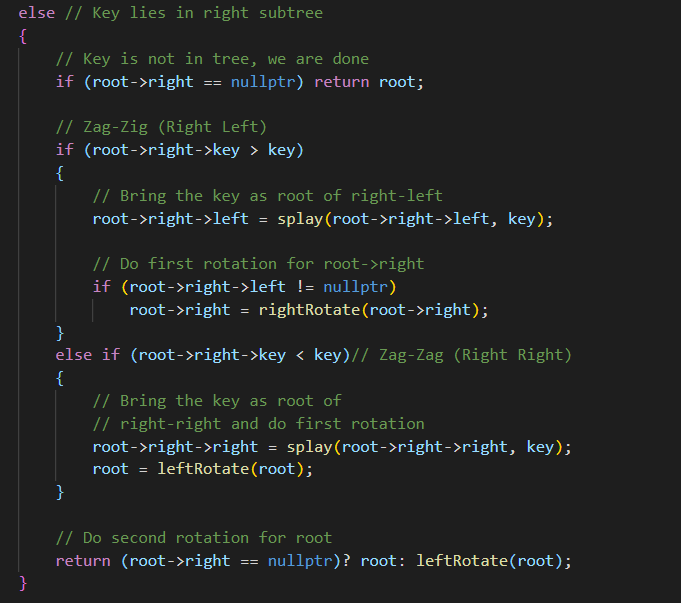 else // Key lies in right subtree
{
    // Key is not in tree, we are done
    if (root->right == nullptr) return root;

    // Zag-Zig (Right Left)
    if (root->right->key > key)
    {
        // Bring the key as root of right-left
        root->right->left = splay(root->right->left, key);

        // Do first rotation for root->right
        if (root->right->left != nullptr)
            root->right = rightRotate(root->right);
    }
    else if (root->right->key < key)// Zag-Zag (Right Right)
    {
        // Bring the key as root of
        // right-right and do first rotation
        root->right->right = splay(root->right->right, key);
        root = leftRotate(root);
    }

    // Do second rotation for root
    return (root->right == nullptr)? root: leftRotate(root);
}